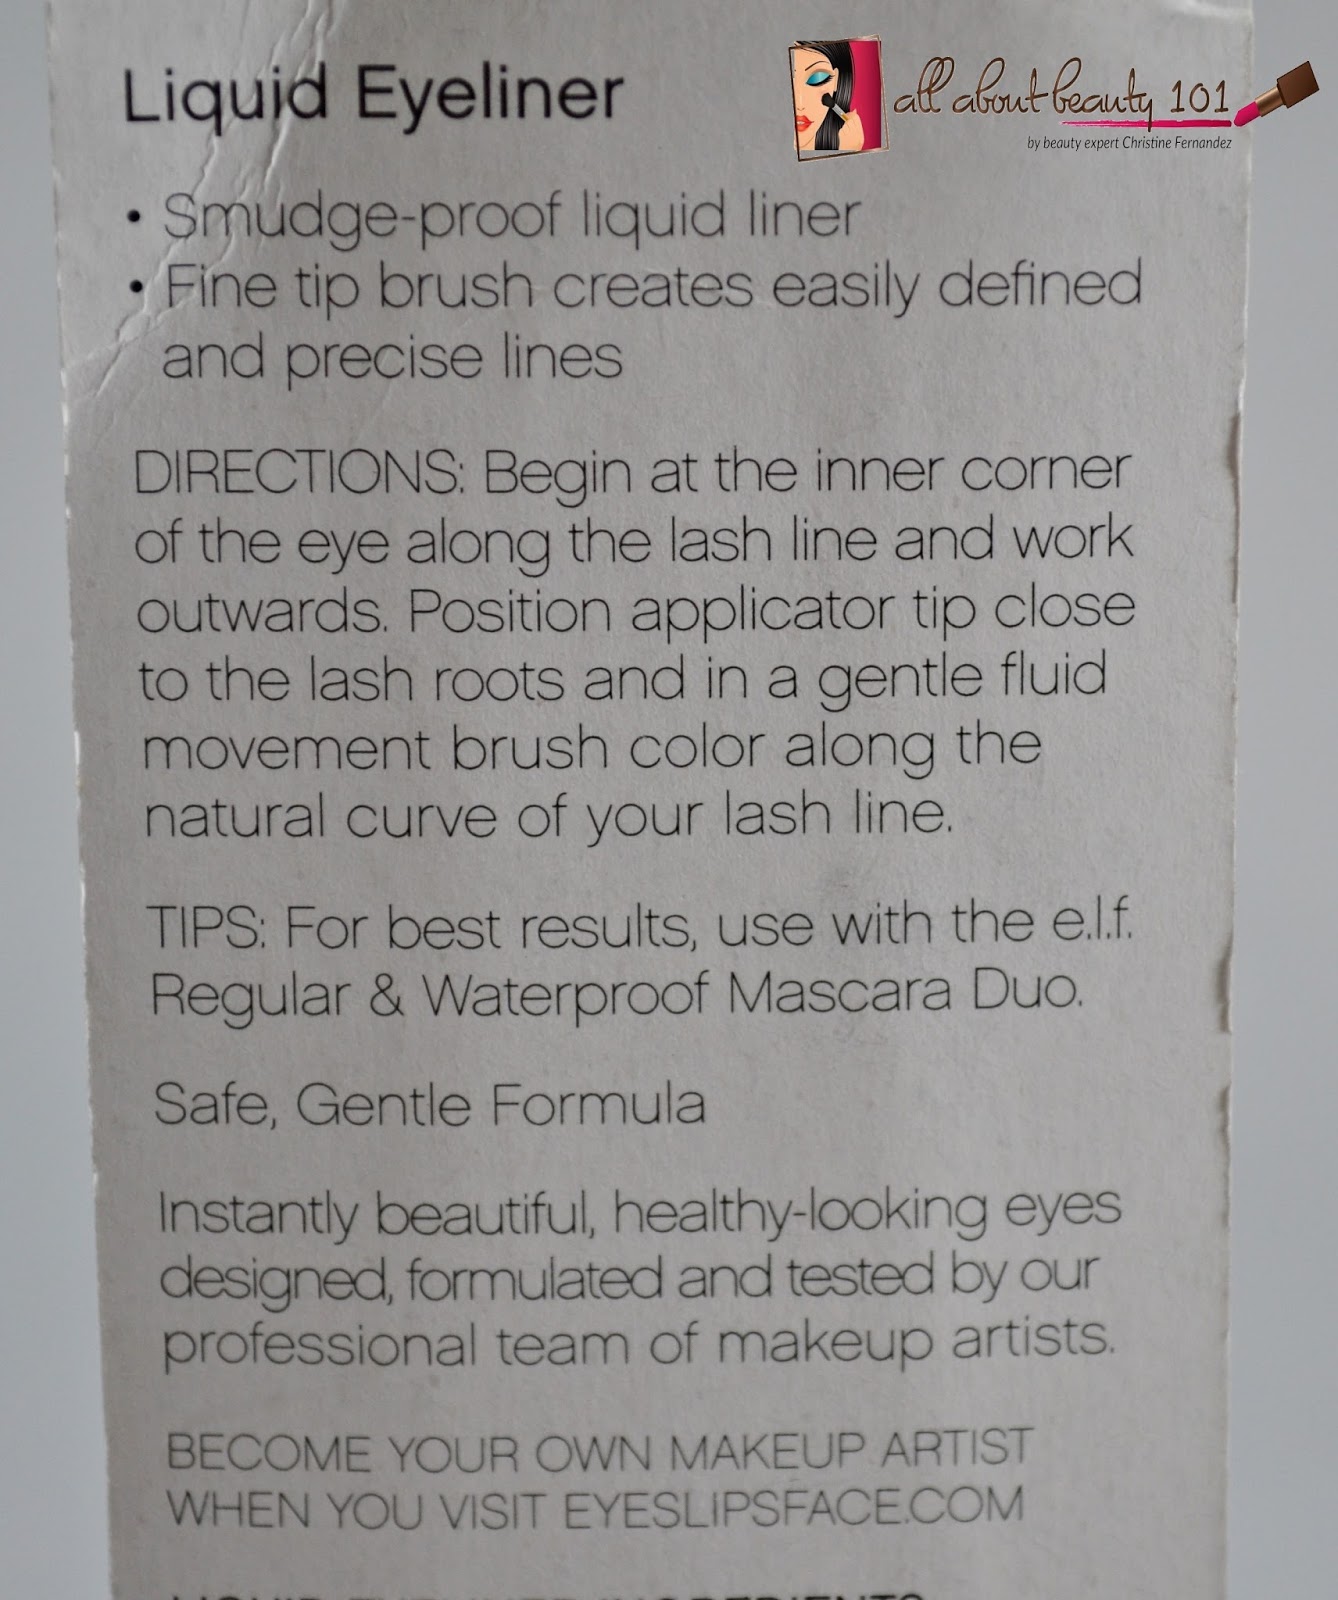 Liquid Eyeliner
all about beauty 101
by beauty expert Christine Fernandez
• Smudge-proof liquid liner
• Fine tip brush creates easily defined
and precise lines
DIRECTIONS: Begin at the inner corner
of the eye along the lash line and work
outwards. Position applicator tip close
to the lash roots and in a gentle fluid
movement brush color along the
natural curve of your lash line.
TIPS: For best results, use with the e.l.f.
Regular & Waterproof Mascara Duo.
Safe, Gentle Formula
Instantly beautiful, healthy-looking eyes
designed, formulated and tested by our
professional team of makeup artists.
BECOME YOUR OWN MAKEUP ARTIST
WHEN YOU VISIT EYESLIPSFACE.COM